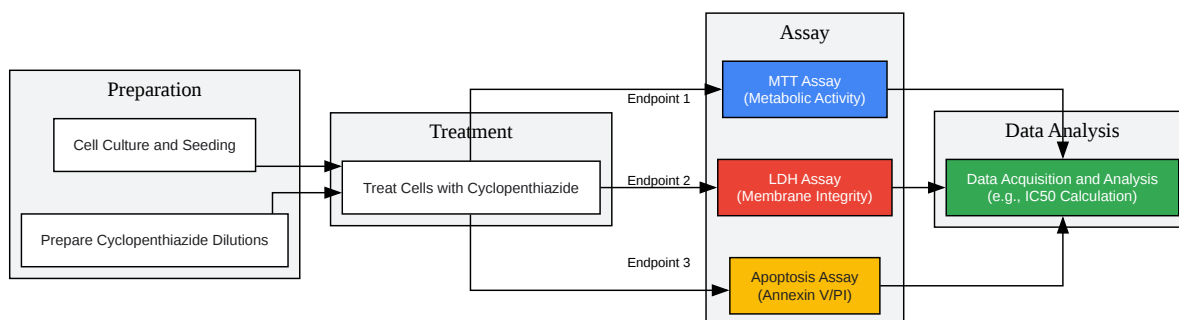 Preparation
Cell Culture and Seeding
Prepare Cyclopenthiazide Dilutions
Treatment
Treat Cells with Cyclopenthiazide
Endpoint 1
Endpoint 2
Endpoint 3
Assay
MTT Assay
(Metabolic Activity)
LDH Assay
(Membrane Integrity)
Apoptosis Assay
(Annexin V/PI)
Data Analysis
Data Acquisition and Analysis
(e.g., IC50 Calculation)